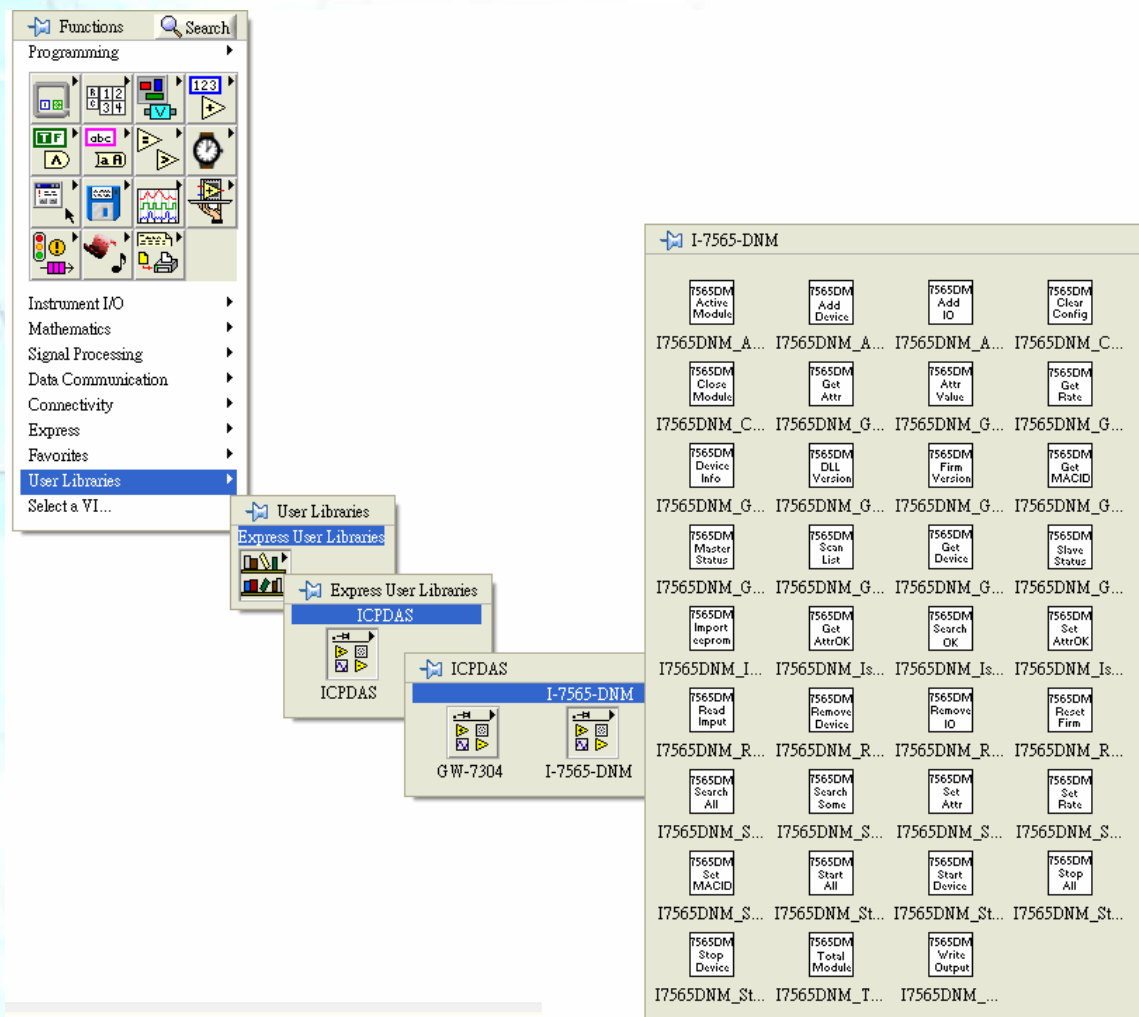 Functions Search
Programming
123
TF abc
A ]a A
Instrument I/O
Mathematics
Signal Processing
Data Communication
Connectivity
Express
Favorites
User Libraries
Select a VI...
User Libraries
Express User Libraries
Express User Libraries
ICPDAS
ICPDAS
ICPDAS
I-7565-DNM
GW-7304 I-7565-DNM
I-7565-DNM
7565DM 7565DM 7565DM 7565DM
Active Add Add Clear
Module Device IO Config
I7565DNM_A... I7565DNM_A... I7565DNM_A... I7565DNM_C...
7565DM 7565DM 7565DM 7565DM
Close Get Attr Get
Module Attr Value Rate
I7565DNM_C... I7565DNM_G... I7565DNM_G... I7565DNM_G...
7565DM 7565DM 7565DM 7565DM
Device DLL Firm Get
Info Version Version MACID
I7565DNM_G... I7565DNM_G... I7565DNM_G... I7565DNM_G...
7565DM 7565DM 7565DM 7565DM
Master Scan Get Slave
Status List Device Status
I7565DNM_G... I7565DNM_G... I7565DNM_G... I7565DNM_G...
7565DM 7565DM 7565DM 7565DM
Import Get Search Set
eeprom AttrOK OK AttrOK
I7565DNM_I... I7565DNM_Is... I7565DNM_Is... I7565DNM_Is...
7565DM 7565DM 7565DM 7565DM
Read Remove Remove Reset
Imput Device IO Firm
I7565DNM_R... I7565DNM_R... I7565DNM_R... I7565DNM_R...
7565DM 7565DM 7565DM 7565DM
Search Search Set Set
All Some Attr Rate
I7565DNM_S... I7565DNM_S... I7565DNM_S... I7565DNM_S...
7565DM 7565DM 7565DM 7565DM
Set Start Start Stop
MACID All Device All
I7565DNM_S... I7565DNM_St... I7565DNM_St... I7565DNM_St...
7565DM 7565DM 7565DM
Stop Total Write
Device Module Output
I7565DNM_St... I7565DNM_T... I7565DNM_...